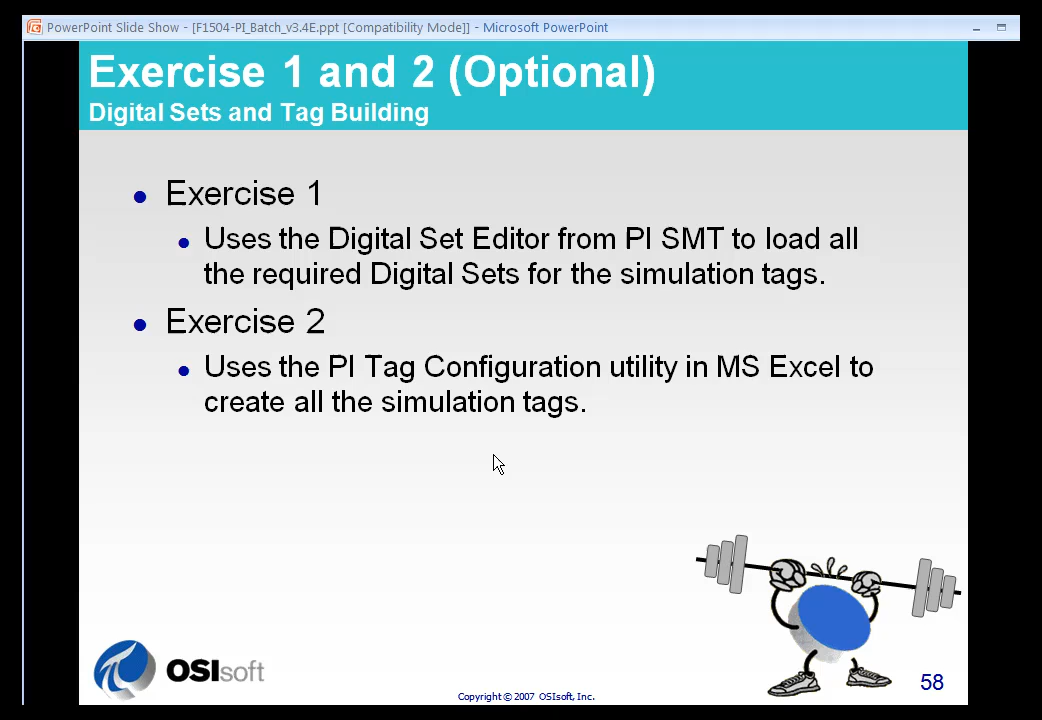 PowerPoint Slide Show - [F1504-PI_Batch_v3.4E.ppt [Compatibility Mode]] - Microsoft PowerPoint
Exercise 1 and 2 (Optional)
Digital Sets and Tag Building
Exercise 1
Uses the Digital Set Editor from PI SMT to load all
the required Digital Sets for the simulation tags.
Exercise 2
Uses the PI Tag Configuration utility in MS Excel to
create all the simulation tags.
OSIsoft
Copyright © 2007 OSIsoft, Inc.
58